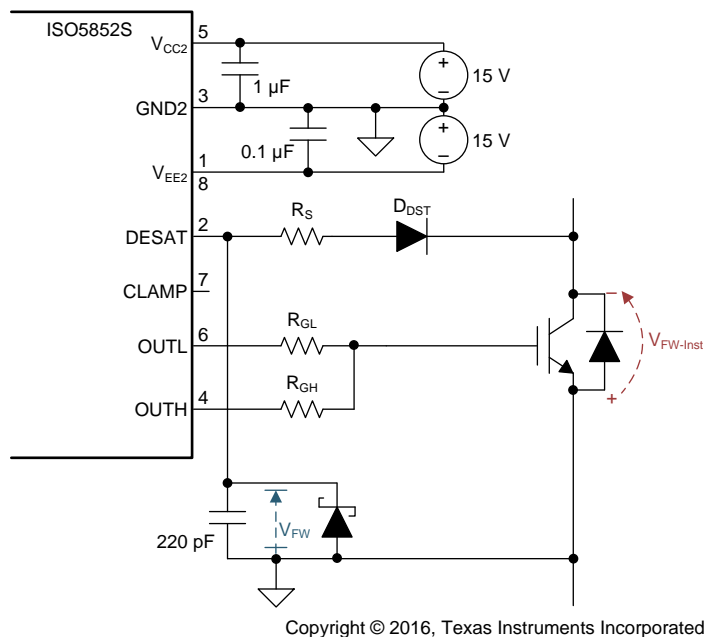 ISO5852S
5
VCC2
1 µF
15 V
3
GND2
0.1 µF
15 V
1
VEE2
8
2
DESAT
RS
DDST
7
CLAMP
6
OUTL
RGL
4
OUTH
RGH
VFW-Inst
220 pF
VFW
Copyright © 2016, Texas Instruments Incorporated